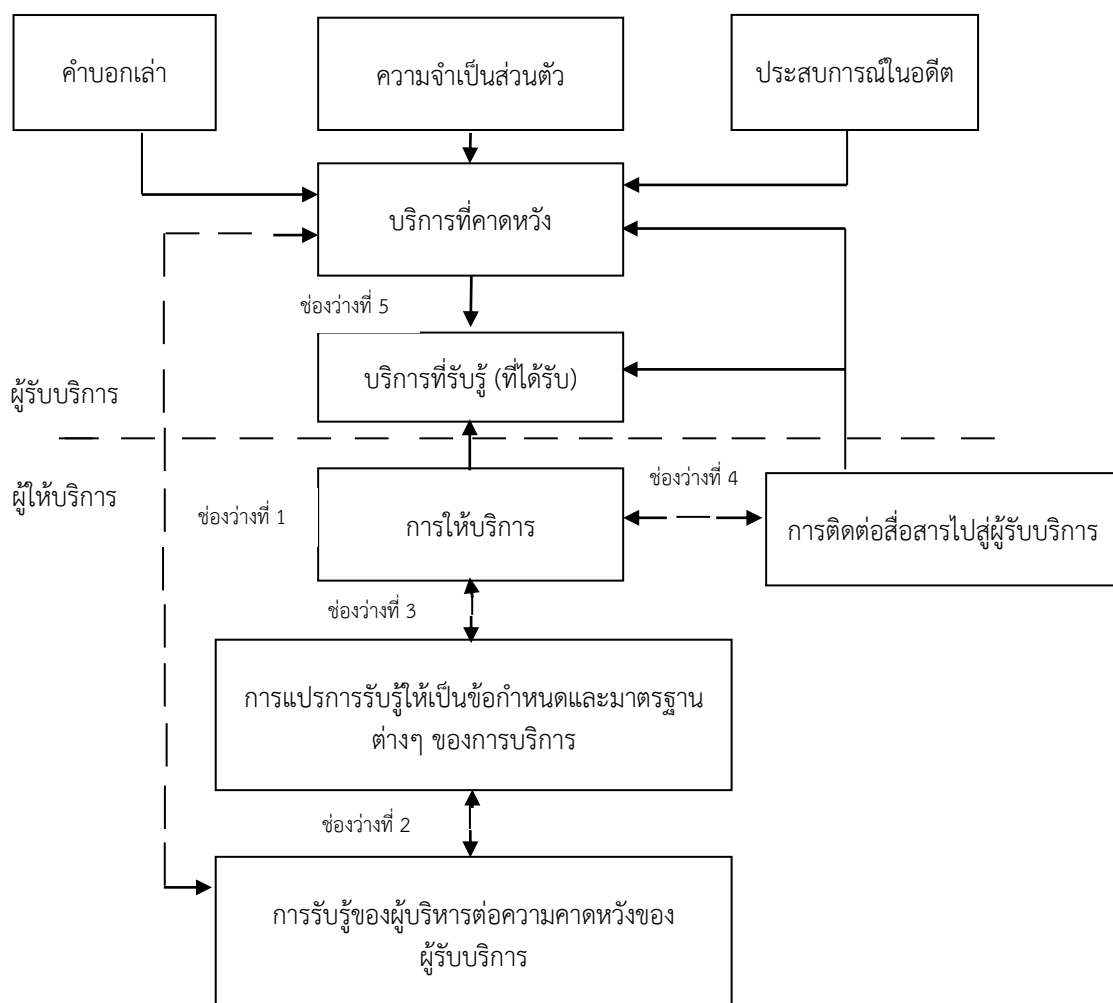 คำบอกเล่า
ความจำเป็นส่วนตัว
ประสบการณ์ในอดีต
บริการที่คาดหวัง
ช่องว่างที่ 5
บริการที่รับรู้ (ที่ได้รับ)
ผู้รับบริการ
ผู้ให้บริการ
ช่องว่างที่ 1
การให้บริการ
ช่องว่างที่ 4
การติดต่อสื่อสารไปสู่ผู้รับบริการ
ช่องว่างที่ 3
การแปรการรับรู้ให้เป็นข้อกำหนดและมาตรฐาน
ต่างๆ ของการบริการ
ช่องว่างที่ 2
การรับรู้ของผู้บริหารต่อความคาดหวังของ
ผู้รับบริการ